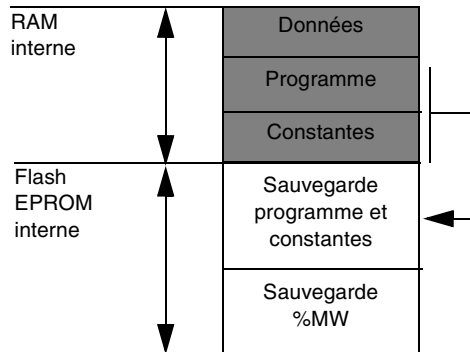 RAM
interne
Données
Programme
Constantes
Flash
EPROM
interne
Sauvegarde
programme et
constantes
Sauvegarde
%MW